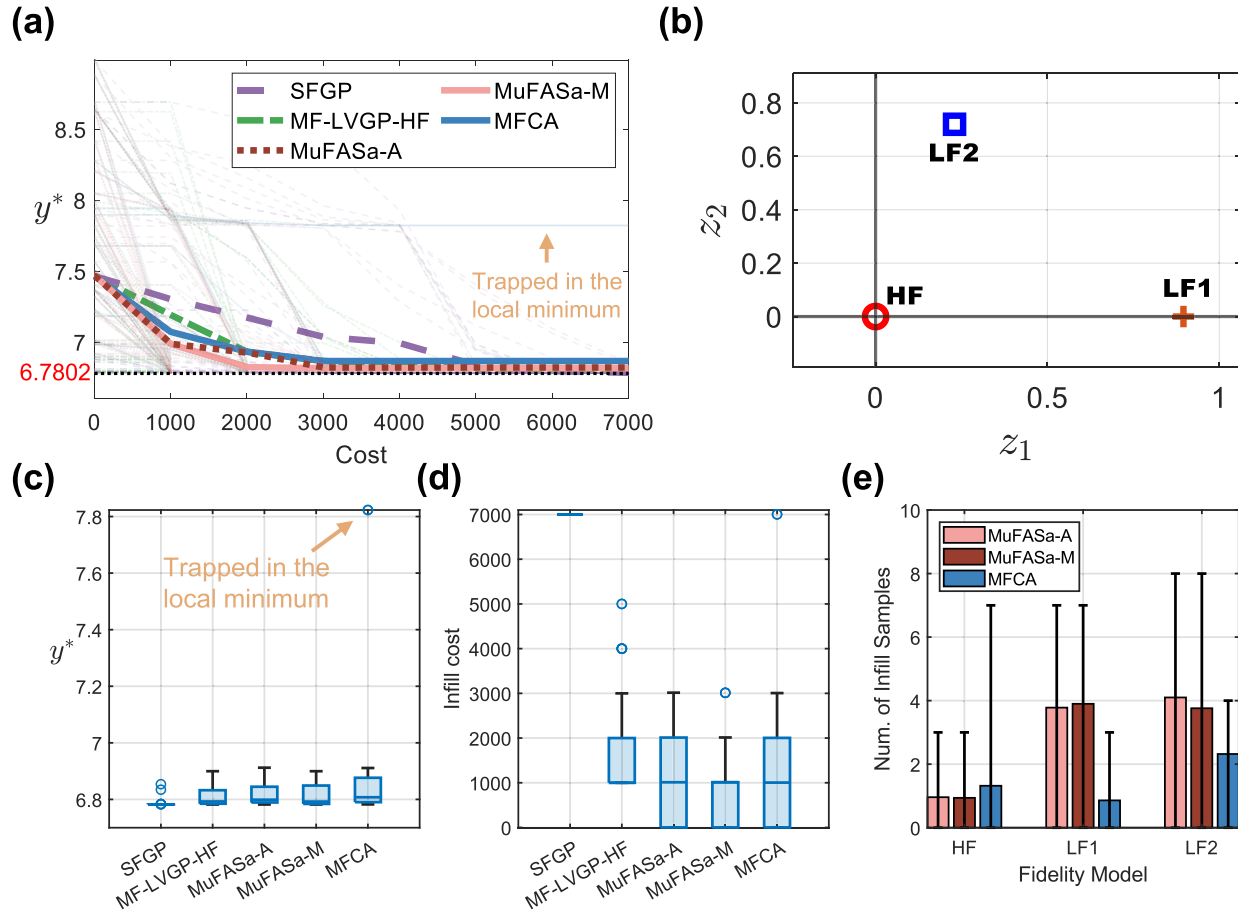 (a)
SFGP
MuFASa-M
MF-LVGP-HF
MFCA
MuFASa-A
8.5
8
7.5
7
6.7802
y*
Trapped in the
local minimum
0 1000 2000 3000 4000 5000 6000 7000
Cost
(b)
0.8
0.6
0.4
0.2
0
z2
LF2
HF
LF1
0 0.5 1
z1
(c)
7.8
7.6
7.4
7.2
7
6.8
y*
Trapped in the
local minimum
SFGP
MF-LVGP-HF
MuFASa-A
MuFASa-M
MFCA
(d)
7000
6000
5000
4000
3000
2000
1000
0
Infill cost
SFGP
MF-LVGP-HF
MuFASa-A
MuFASa-M
MFCA
(e)
10
8
6
4
2
0
Num. of Infill Samples
MuFASa-A
MuFASa-M
MFCA
HF LF1 LF2
Fidelity Model